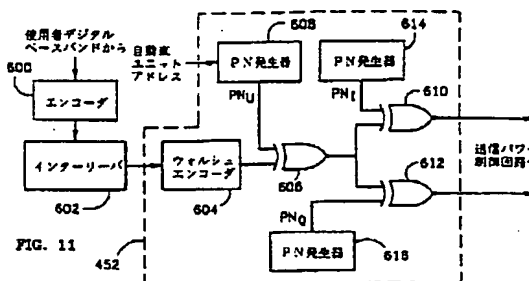 使用者デジタル
ベースバンドから
600
エンコーダ
インターリーバ
602
自動車
ユニット
アドレス
608
PN発生器
PNU
ウォルシュ
エンコーダ
604
606
614
PN発生器
PNI
610
612
PNQ
PN発生器
618
送信パワー
制御回路へ
452
FIG. 11